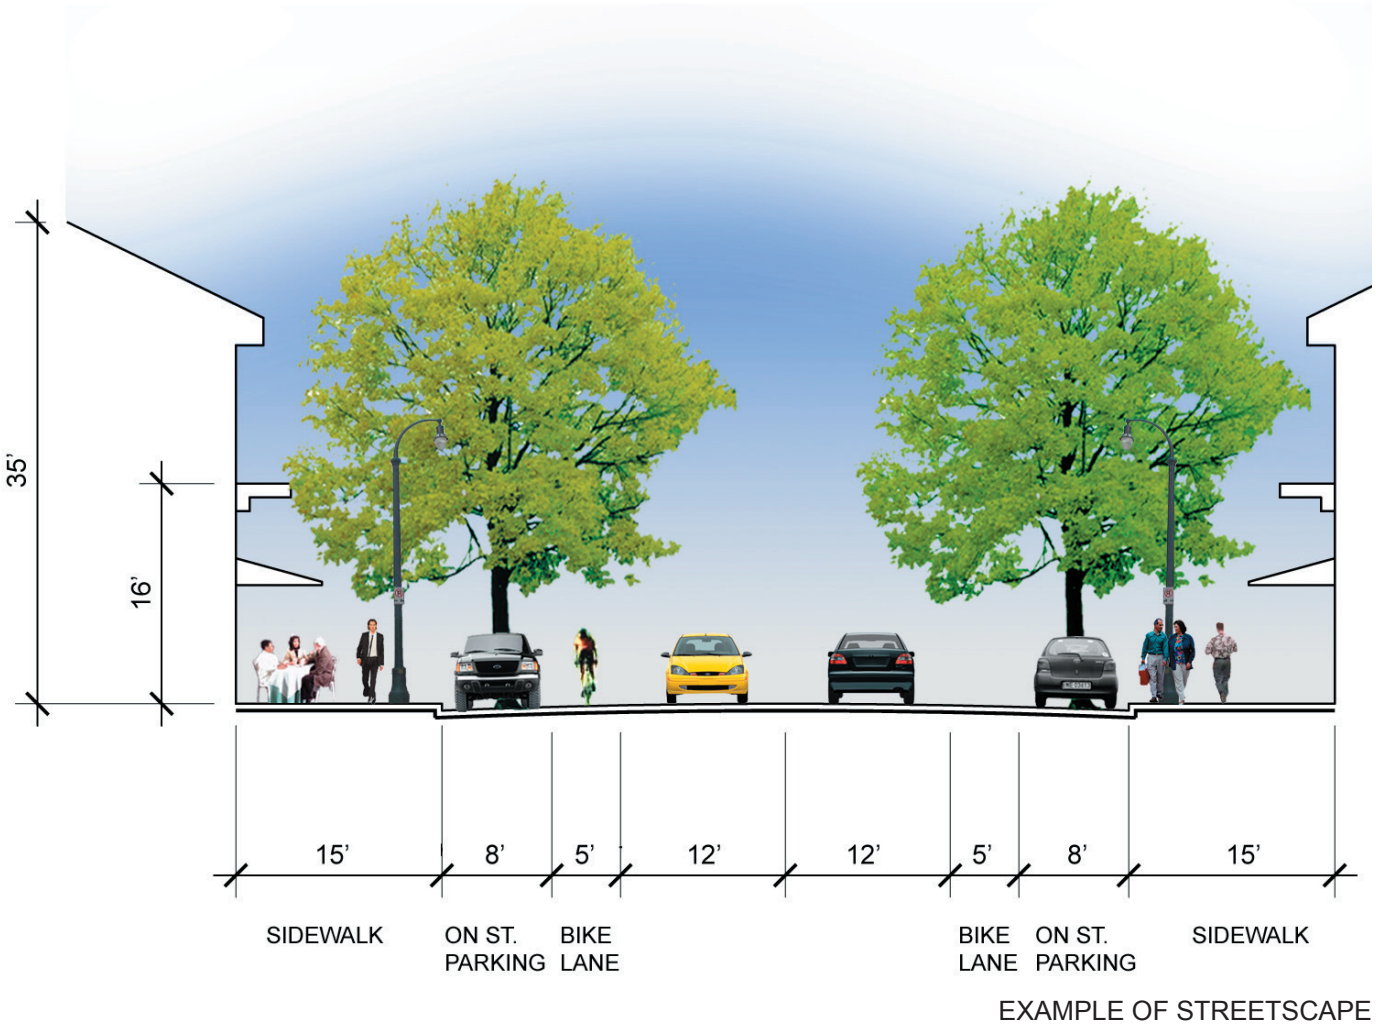 35’
16’
15’ 8’ 5’ 12’ 12’ 5’ 8’ 15’
SIDEWALK
ON ST.
PARKING
BIKE
LANE
BIKE
LANE
ON ST.
PARKING
SIDEWALK
EXAMPLE OF STREETSCAPE